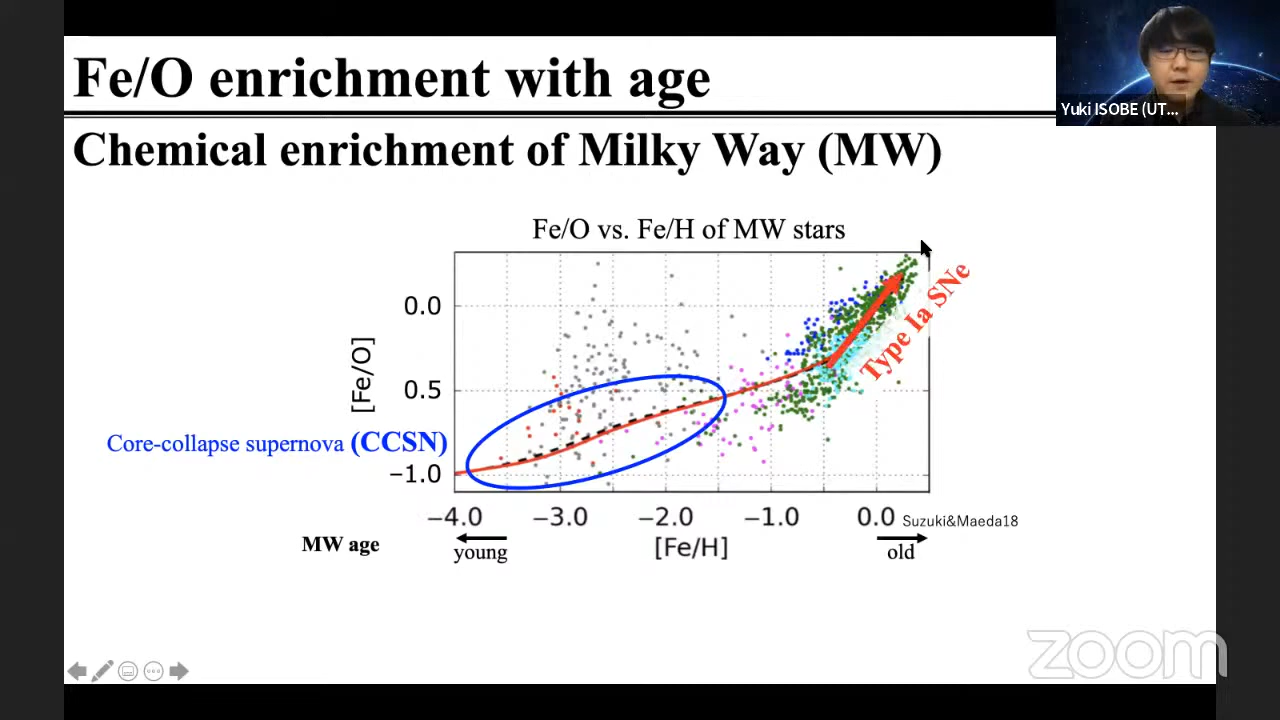 Fe/O enrichment with age
Yuki ISOBE (UT...
Chemical enrichment of Milky Way (MW)
Fe/O vs. Fe/H of MW stars
Type Ia SNe
[Fe/O]
0.0
0.5
−1.0
Core-collapse supernova (CCSN)
−4.0 −3.0 −2.0 −1.0 0.0
Suzuki&Maeda18
MW age
young
[Fe/H]
old
zoom